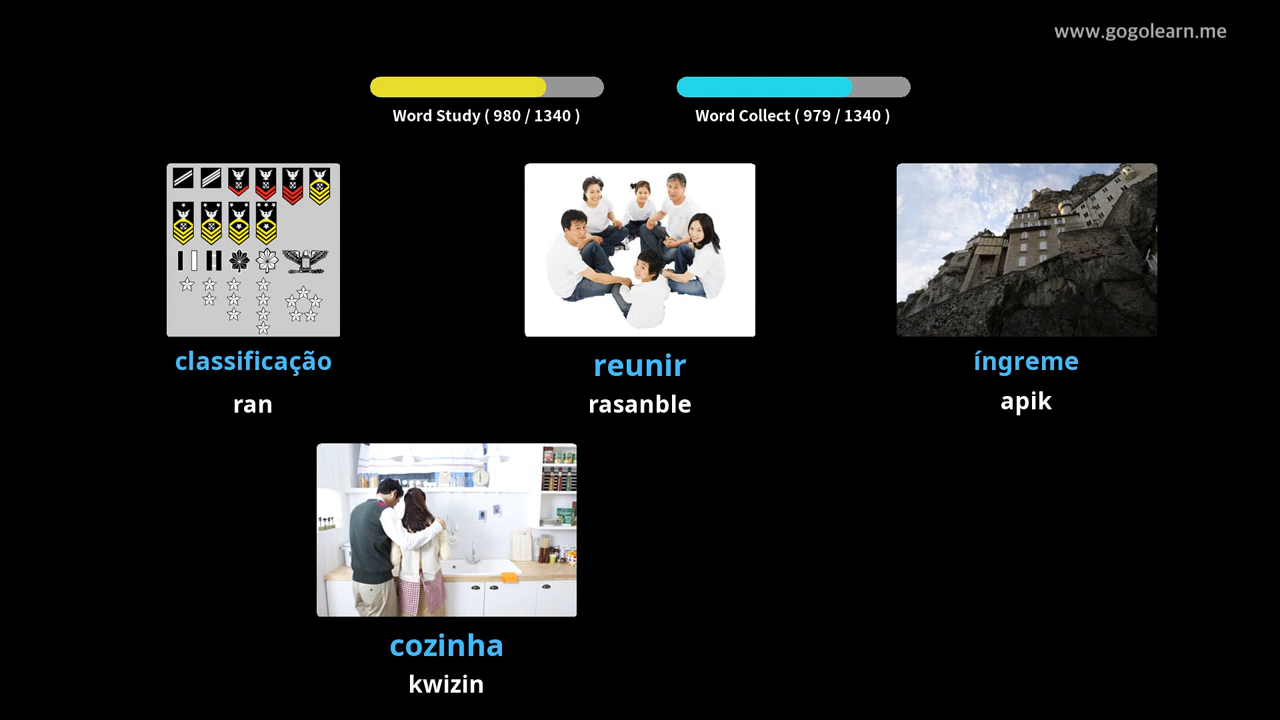 www.gogolearn.me
Word Study ( 980 / 1340 )
Word Collect ( 979 / 1340 )
classificação
reunir
íngreme
ran
rasanble
apik
cozinha
kwizin